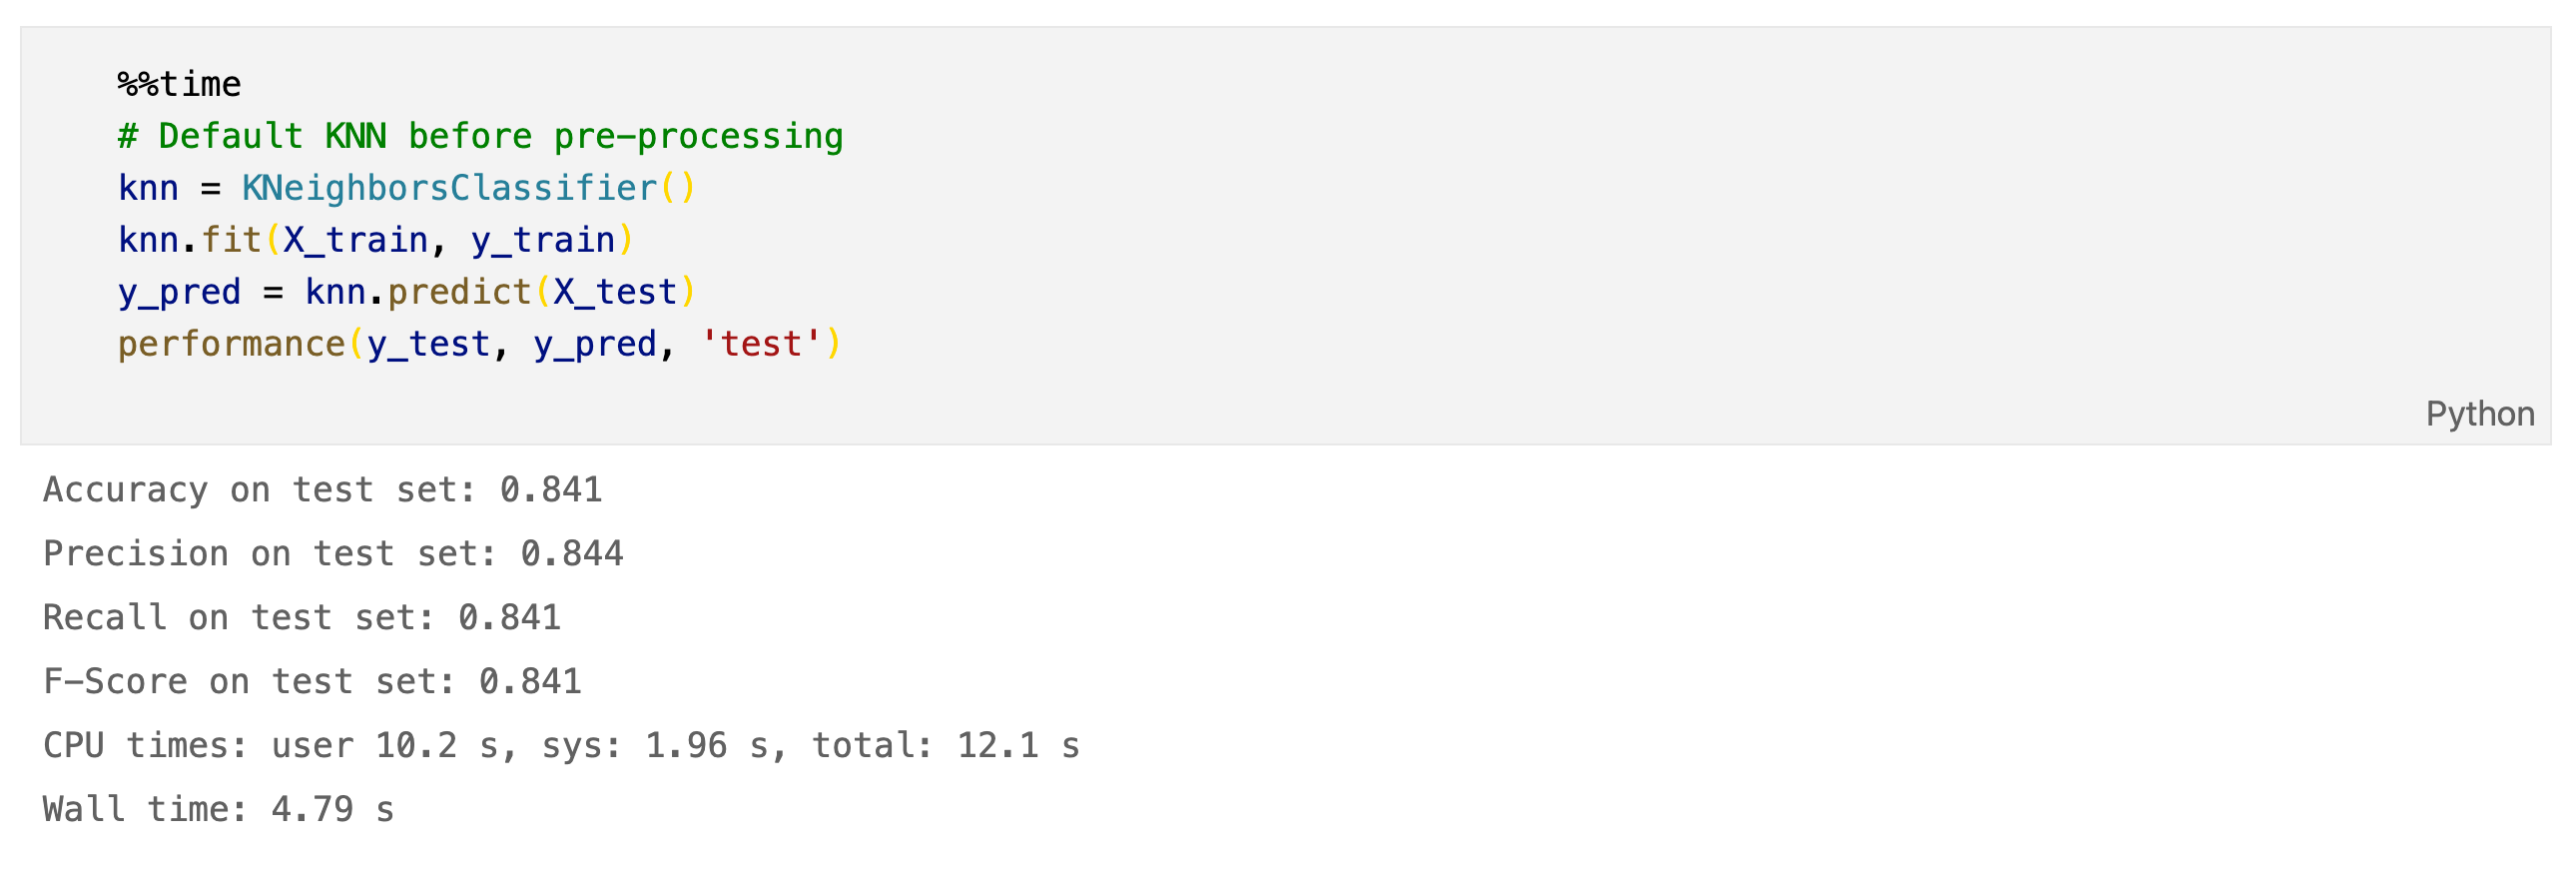 %%time
# Default KNN before pre-processing
knn = KNeighborsClassifier()
knn.fit(X_train, y_train)
y_pred = knn.predict(X_test)
performance(y_test, y_pred, 'test')
Python
Accuracy on test set: 0.841
Precision on test set: 0.844
Recall on test set: 0.841
F-Score on test set: 0.841
CPU times: user 10.2 s, sys: 1.96 s, total: 12.1 s
Wall time: 4.79 s